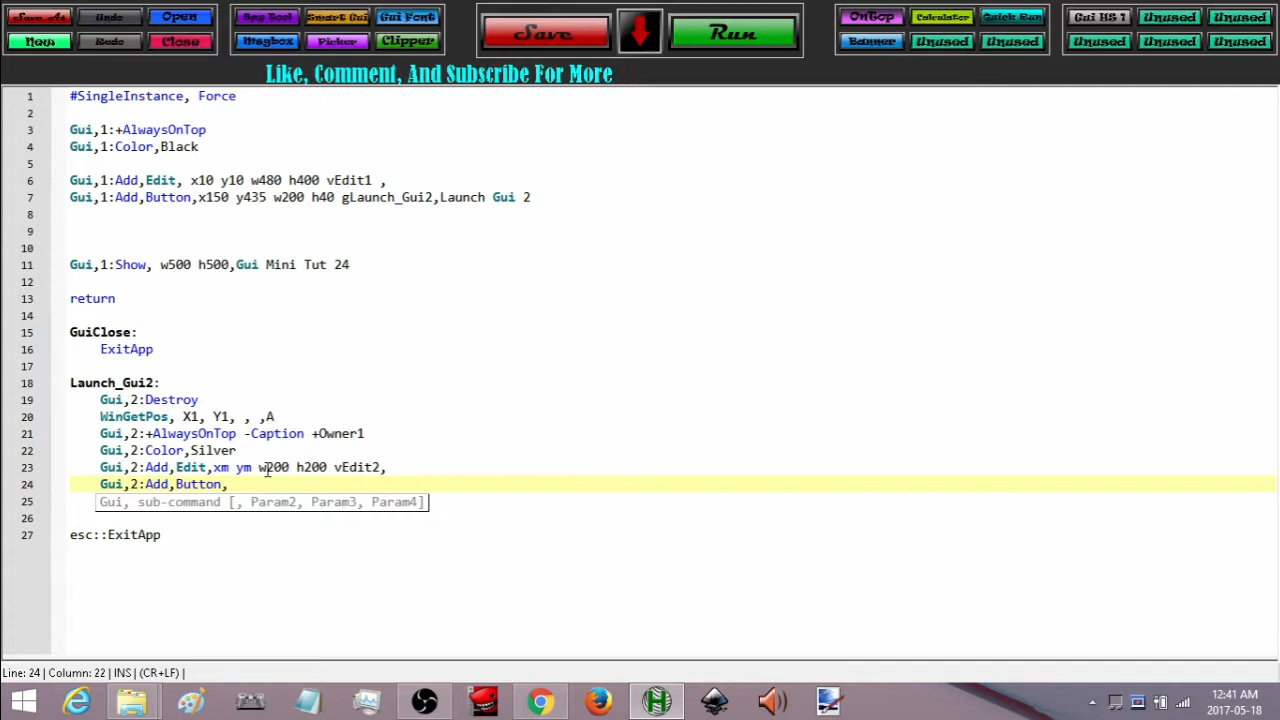 Save As Undo Open Spy Tool Smart Gui Gui Font Save Run OnTop Calculator Quick Run Gui HS 1 Unused Unused
New Redo Close Msgbox Picker Clipper Banner Unused Unused Unused Unused Unused
Like, Comment, And Subscribe For More
1 #SingleInstance, Force
2
3 Gui,1:+AlwaysOnTop
4 Gui,1:Color,Black
5
6 Gui,1:Add,Edit, x10 y10 w480 h400 vEdit1 ,
7 Gui,1:Add,Button,x150 y435 w200 h40 gLaunch_Gui2,Launch Gui 2
8
9
10
11 Gui,1:Show, w500 h500,Gui Mini Tut 24
12
13 return
14
15 GuiClose:
16 ExitApp
17
18 Launch_Gui2:
19 Gui,2:Destroy
20 WinGetPos, X1, Y1, , ,A
21 Gui,2:+AlwaysOnTop -Caption +Owner1
22 Gui,2:Color,Silver
23 Gui,2:Add,Edit,xm ym w200 h200 vEdit2,
24 Gui,2:Add,Button,
25 Gui, sub-command [, Param2, Param3, Param4]
26
27 esc::ExitApp
Line: 24 | Column: 22 | INS | (CR+LF) |
12:41 AM
2017-05-18